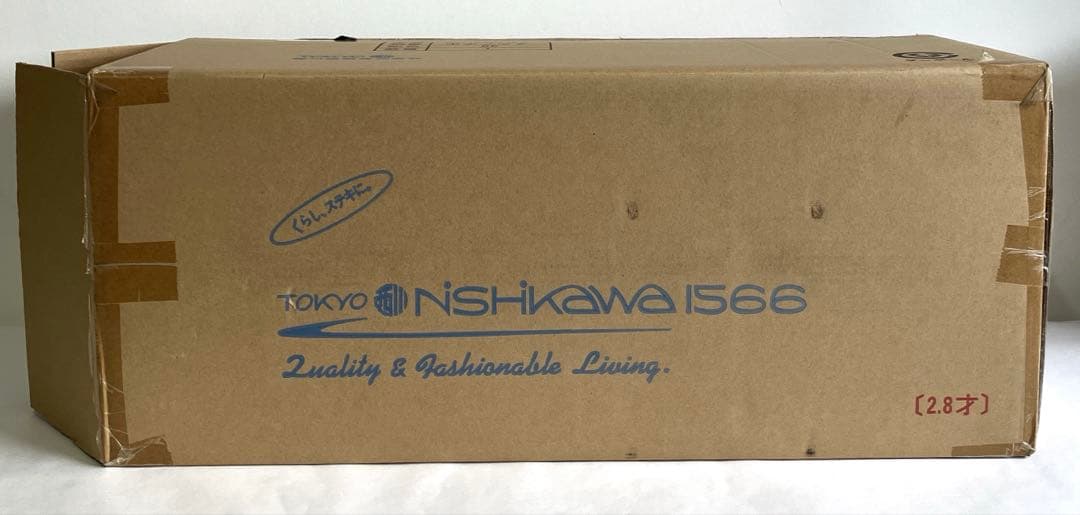 くらし、ステキに。
TOKYO NiSHiKaWa 1566
Quality & Fashionable Living.
〔2.8才〕